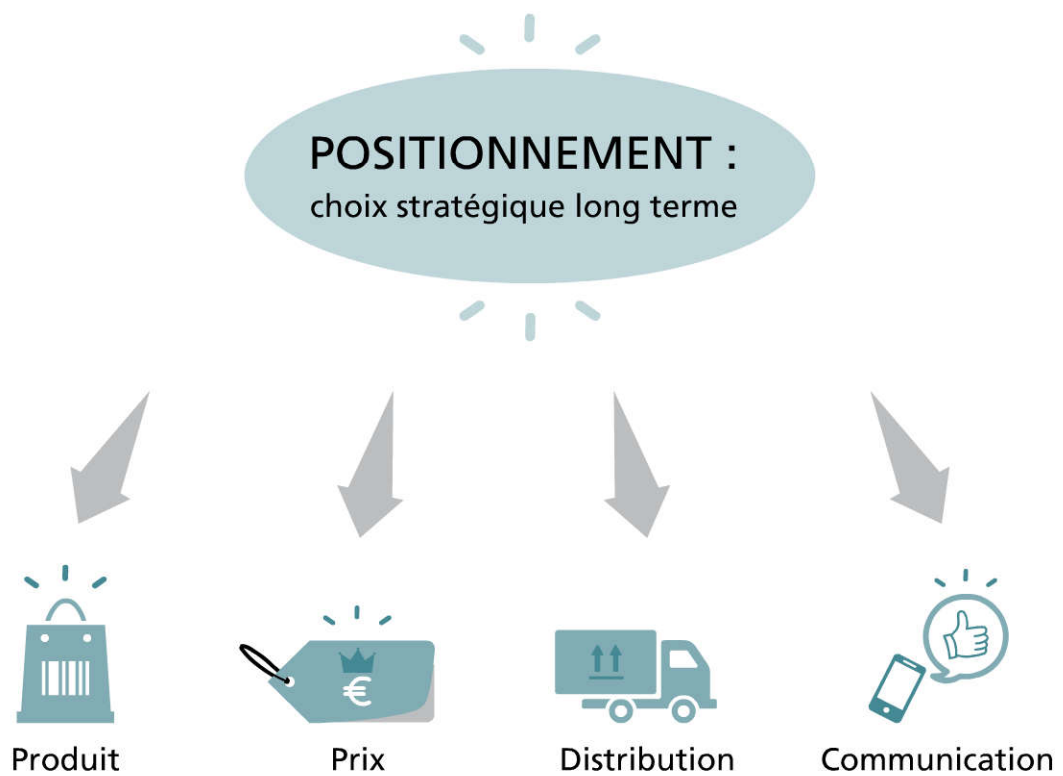 POSITIONNEMENT :
choix stratégique long terme
€
Produit
Prix
Distribution
Communication